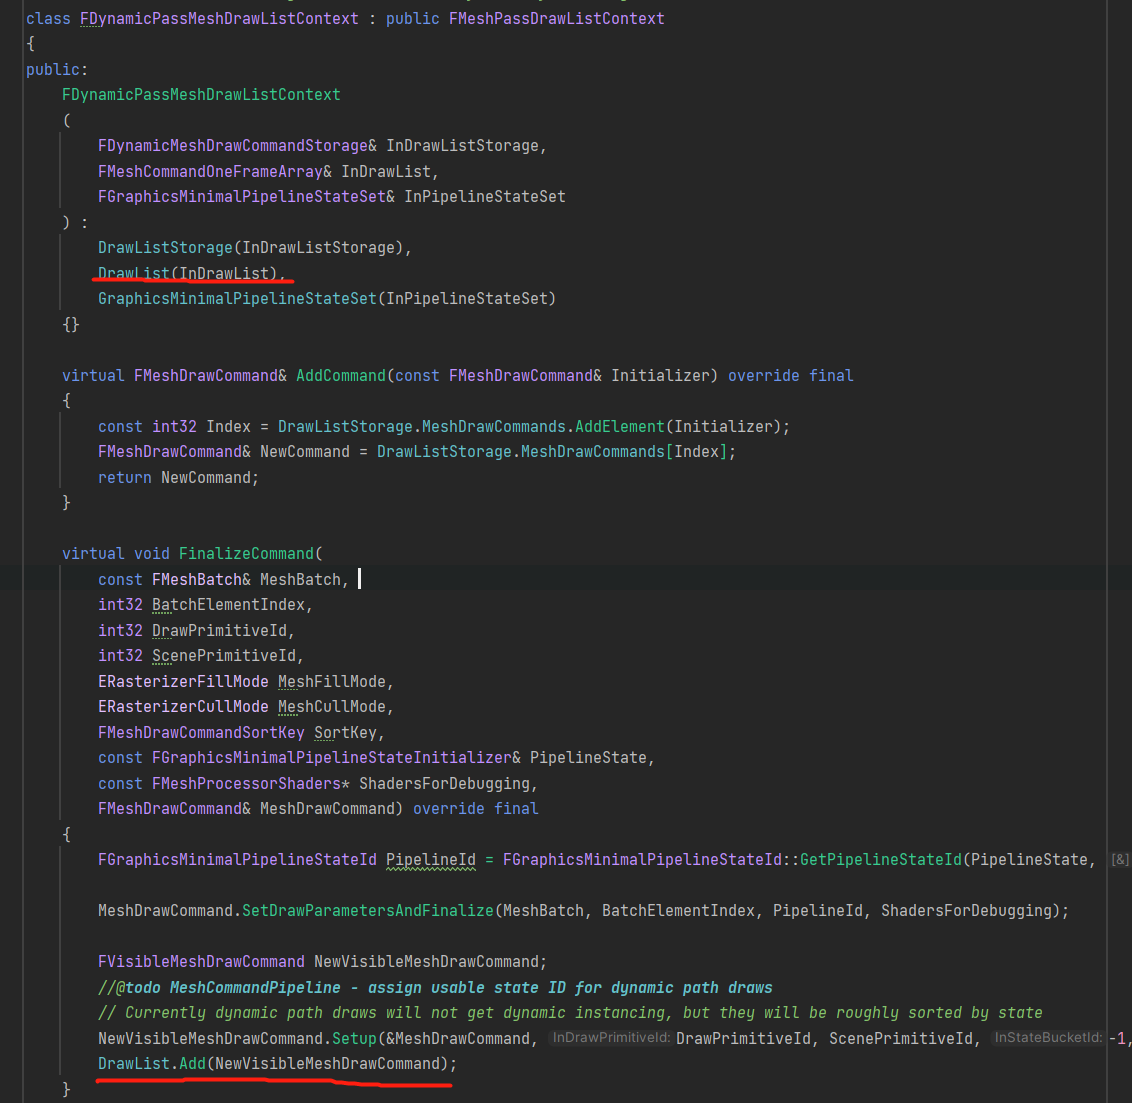 class FDynamicPassMeshDrawListContext : public FMeshPassDrawListContext
{
public:
    FDynamicPassMeshDrawListContext
    (
        FDynamicMeshDrawCommandStorage& InDrawListStorage,
        FMeshCommandOneFrameArray& InDrawList,
        FGraphicsMinimalPipelineStateSet& InPipelineStateSet
    ) :
        DrawListStorage(InDrawListStorage),
        DrawList(InDrawList),
        GraphicsMinimalPipelineStateSet(InPipelineStateSet)
    {}

    virtual FMeshDrawCommand& AddCommand(const FMeshDrawCommand& Initializer) override final
    {
        const int32 Index = DrawListStorage.MeshDrawCommands.AddElement(Initializer);
        FMeshDrawCommand& NewCommand = DrawListStorage.MeshDrawCommands[Index];
        return NewCommand;
    }

    virtual void FinalizeCommand(
        const FMeshBatch& MeshBatch,
        int32 BatchElementIndex,
        int32 DrawPrimitiveId,
        int32 ScenePrimitiveId,
        ERasterizerFillMode MeshFillMode,
        ERasterizerCullMode MeshCullMode,
        FMeshDrawCommandSortKey SortKey,
        const FGraphicsMinimalPipelineStateInitializer& PipelineState,
        const FMeshProcessorShaders* ShadersForDebugging,
        FMeshDrawCommand& MeshDrawCommand) override final
    {
        FGraphicsMinimalPipelineStateId PipelineId = FGraphicsMinimalPipelineStateId::GetPipelineStateId(PipelineState, [&]

        MeshDrawCommand.SetDrawParametersAndFinalize(MeshBatch, BatchElementIndex, PipelineId, ShadersForDebugging);

        FVisibleMeshDrawCommand NewVisibleMeshDrawCommand;
        //@todo MeshCommandPipeline - assign usable state ID for dynamic path draws
        // Currently dynamic path draws will not get dynamic instancing, but they will be roughly sorted by state
        NewVisibleMeshDrawCommand.Setup(&MeshDrawCommand, InDrawPrimitiveId: DrawPrimitiveId, ScenePrimitiveId, InStateBucketId: -1,
        DrawList.Add(NewVisibleMeshDrawCommand);
    }